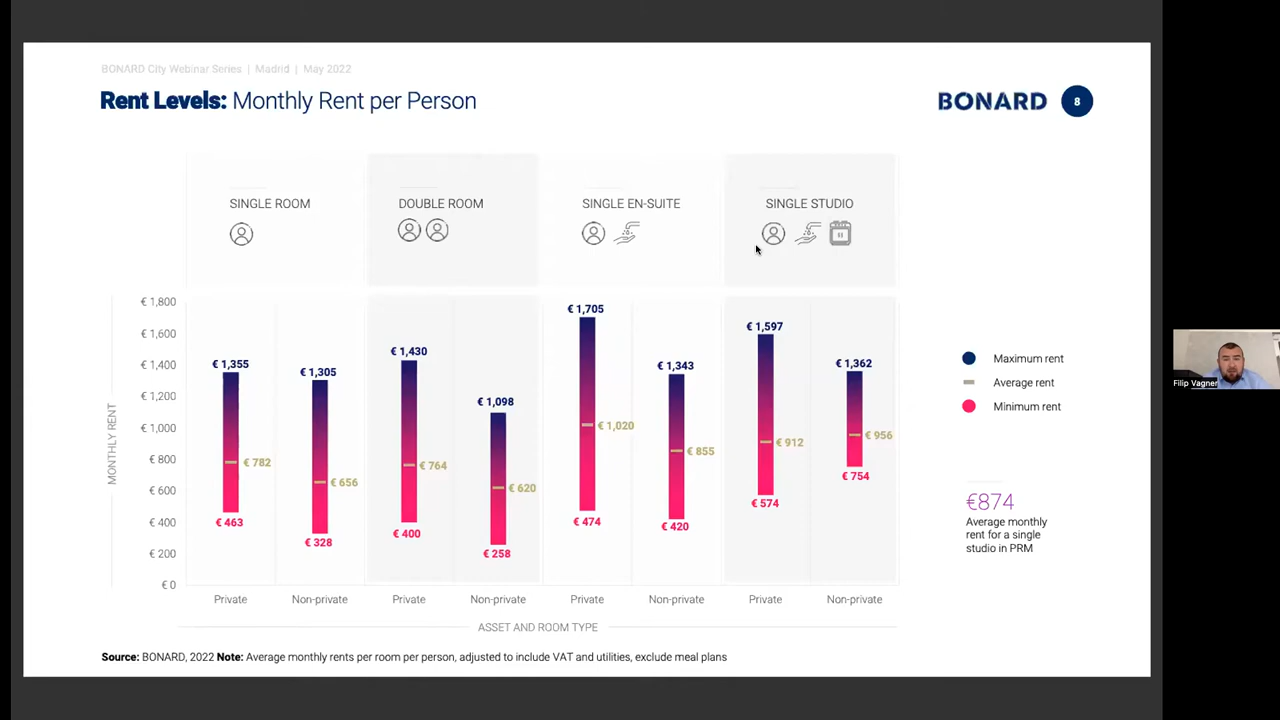 BONARD City Webinar Series | Madrid | May 2022
Rent Levels: Monthly Rent per Person
BONARD
8
SINGLE ROOM
DOUBLE ROOM
SINGLE EN-SUITE
SINGLE STUDIO
MONTHLY RENT
€ 1,800
€ 1,600
€ 1,400
€ 1,200
€ 1,000
€ 800
€ 600
€ 400
€ 200
€ 0
€ 1,355
€ 782
€ 463
€ 1,305
€ 656
€ 328
€ 1,430
€ 764
€ 400
€ 1,098
€ 620
€ 258
€ 1,705
€ 1,020
€ 474
€ 1,343
€ 855
€ 420
€ 1,597
€ 912
€ 574
€ 1,362
€ 956
€ 754
Private
Non-private
Private
Non-private
Private
Non-private
Private
Non-private
ASSET AND ROOM TYPE
Maximum rent
Average rent
Minimum rent
€874
Average monthly
rent for a single
studio in PRM
Source: BONARD, 2022 Note: Average monthly rents per room per person, adjusted to include VAT and utilities, exclude meal plans
Filip Vagner